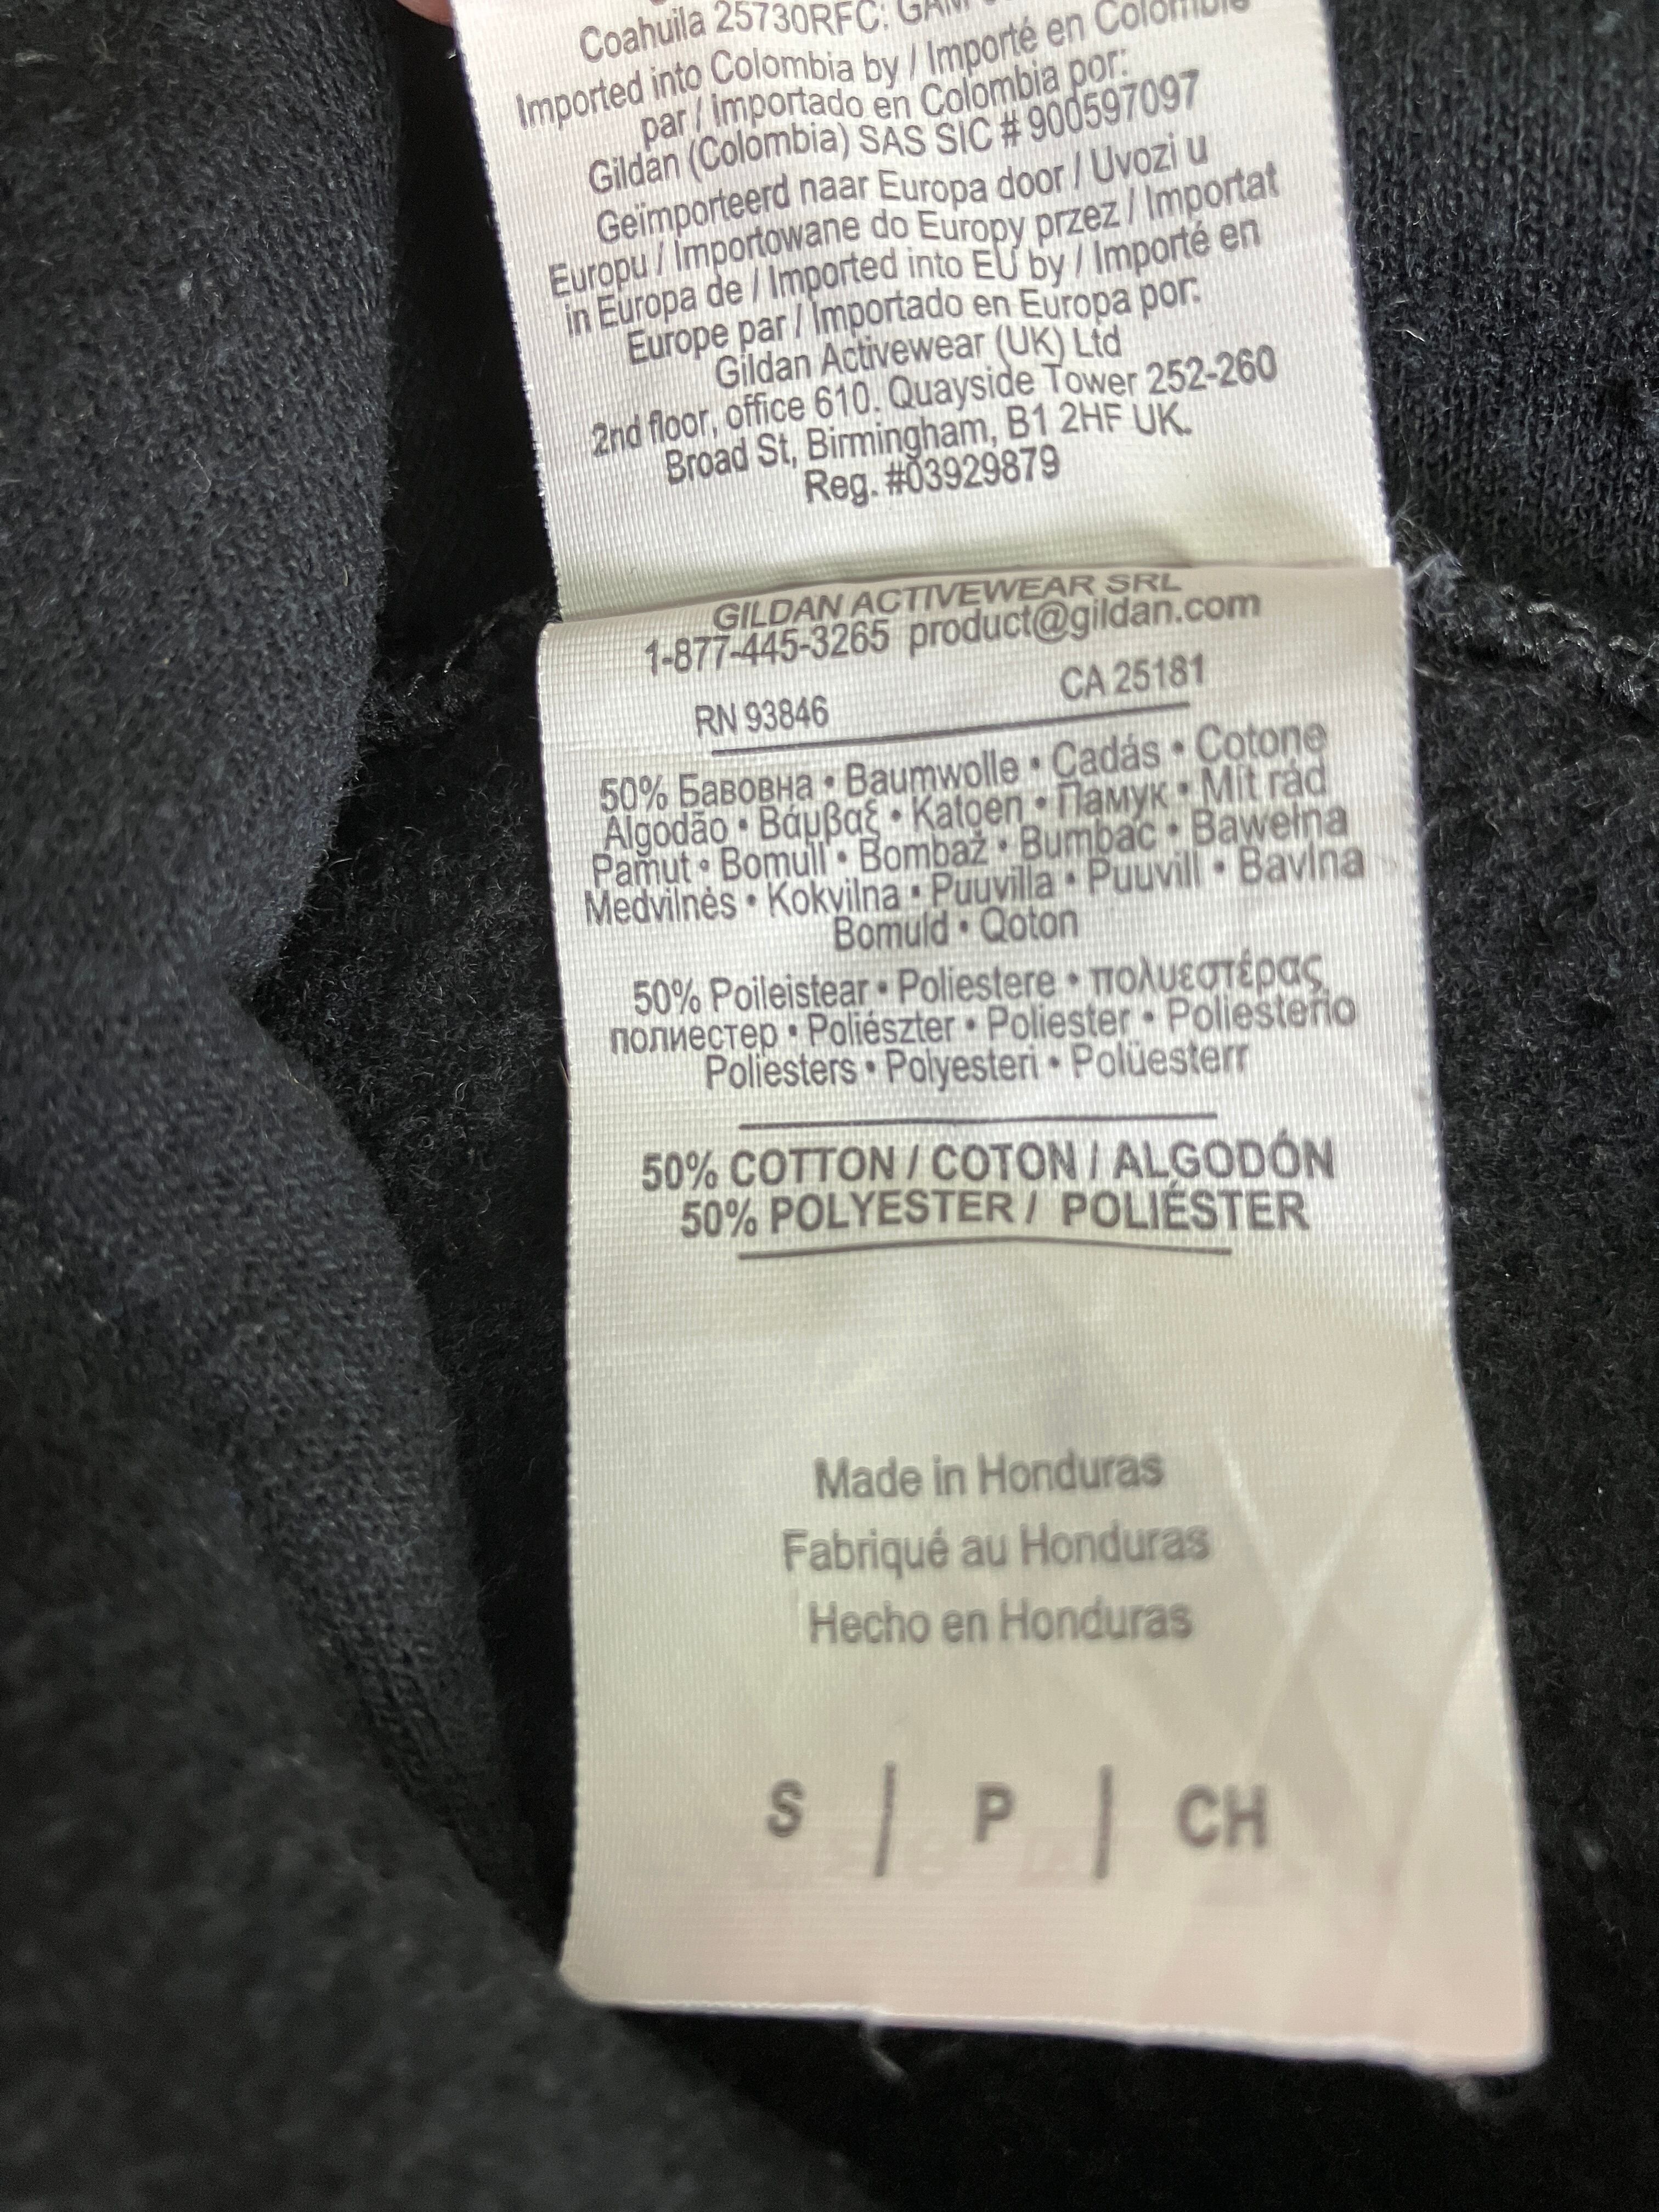 Coahuila 25730RFC:
Imported into Colombia by / Importé en Colombie
par / Importado en Colombia por:
Gildan (Colombia) SAS SIC # 900597097
Geïmporteerd naar Europa door / Uvozi u
Europu / Importowane do Europy przez / Importat
in Europa de / Imported into EU by / Importé en
Europe par / Importado en Europa por:
Gildan Activewear (UK) Ltd
2nd floor, office 610. Quayside Tower 252-260
Broad St, Birmingham, B1 2HF UK.
Reg. #03929879
GILDAN ACTIVEWEAR SRL
1-877-445-3265 product@gildan.com
RN 93846 CA 25181
50% Бавовна • Baumwolle • Cadás • Cotone
Algodão • Βάμβαξ • Katoen • Памук • Mit rád
Pamut • Bomull • Bombaž • Bumbac • Bawełna
Medvilnės • Kokvilna • Puuvilla • Puuvill • Bavlna
Bomuld • Qoton
50% Poileistear • Poliestere • πολυεστέρας
полиестер • Poliészter • Poliester • Poliesterio
Poliesters • Polyesteri • Polüesterr
50% COTTON / COTON / ALGODÓN
50% POLYESTER / POLIÉSTER
Made in Honduras
Fabriqué au Honduras
Hecho en Honduras
S | P | CH